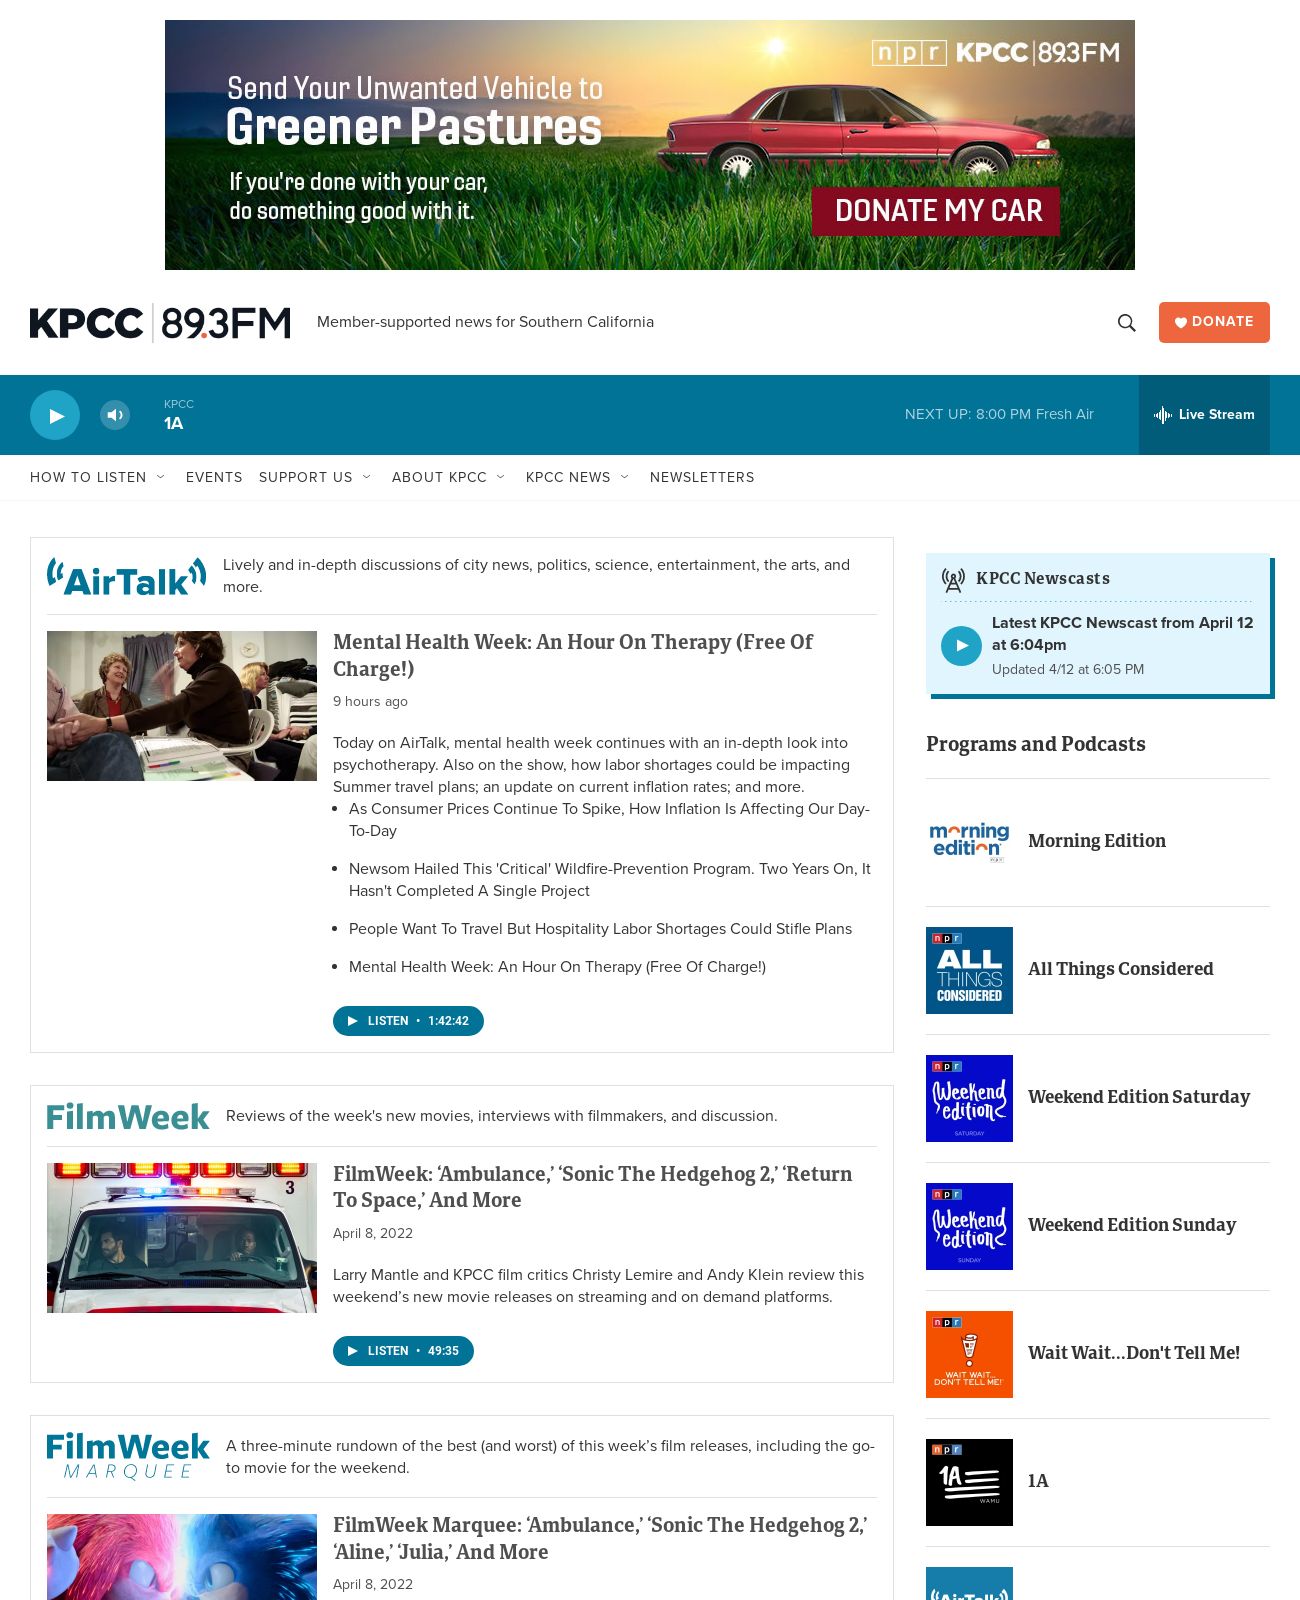 npr KPCC 89.3FM
Send Your Unwanted Vehicle to
Greener Pastures
If you're done with your car,
do something good with it.
DONATE MY CAR
KPCC 89.3FM
Member-supported news for Southern California
DONATE
KPCC
1A
NEXT UP: 8:00 PM Fresh Air
Live Stream
HOW TO LISTEN EVENTS SUPPORT US ABOUT KPCC KPCC NEWS NEWSLETTERS
AirTalk
Lively and in-depth discussions of city news, politics, science, entertainment, the arts, and
more.
Mental Health Week: An Hour On Therapy (Free Of
Charge!)
9 hours ago
Today on AirTalk, mental health week continues with an in-depth look into
psychotherapy. Also on the show, how labor shortages could be impacting
Summer travel plans; an update on current inflation rates; and more.
• As Consumer Prices Continue To Spike, How Inflation Is Affecting Our Day-
To-Day
• Newsom Hailed This 'Critical' Wildfire-Prevention Program. Two Years On, It
Hasn't Completed A Single Project
• People Want To Travel But Hospitality Labor Shortages Could Stifle Plans
• Mental Health Week: An Hour On Therapy (Free Of Charge!)
LISTEN • 1:42:42
FilmWeek
Reviews of the week's new movies, interviews with filmmakers, and discussion.
3
FilmWeek: ‘Ambulance,’ ‘Sonic The Hedgehog 2,’ ‘Return
To Space,’ And More
April 8, 2022
Larry Mantle and KPCC film critics Christy Lemire and Andy Klein review this
weekend’s new movie releases on streaming and on demand platforms.
LISTEN • 49:35
FilmWeek
MARQUEE
A three-minute rundown of the best (and worst) of this week’s film releases, including the go-
to movie for the weekend.
FilmWeek Marquee: ‘Ambulance,’ ‘Sonic The Hedgehog 2,’
‘Aline,’ ‘Julia,’ And More
April 8, 2022
KPCC Newscasts
Latest KPCC Newscast from April 12
at 6:04pm
Updated 4/12 at 6:05 PM
Programs and Podcasts
morning
edition
npr
Morning Edition
npr
ALL
THINGS
CONSIDERED
All Things Considered
npr
Weekend
edition
SATURDAY
Weekend Edition Saturday
npr
Weekend
edition
SUNDAY
Weekend Edition Sunday
npr
WAIT WAIT...
DON'T TELL ME!
Wait Wait...Don't Tell Me!
npr
1A
WAMU
1A
AirTalk